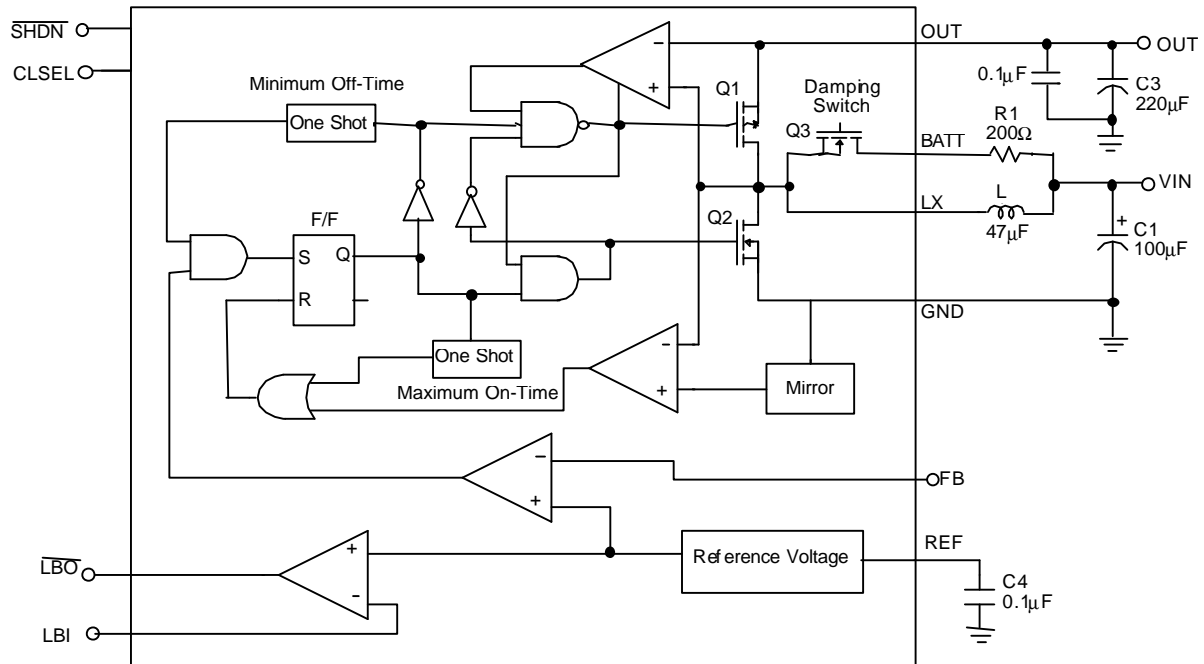 SHDN
CLSEL
Minimum Off-Time
One Shot
F/F
S
Q
R
One Shot
Maximum On-Time
-
+
Q1
Damping
Switch
Q3
Q2
OUT
OUT
0.1µF
C3
220µF
R1
200Ω
BATT
VIN
LX
L
47µF
+
C1
100µF
GND
-
+
Mirror
-
+
FB
Reference Voltage
REF
C4
0.1µF
+
-
LBO
LBI